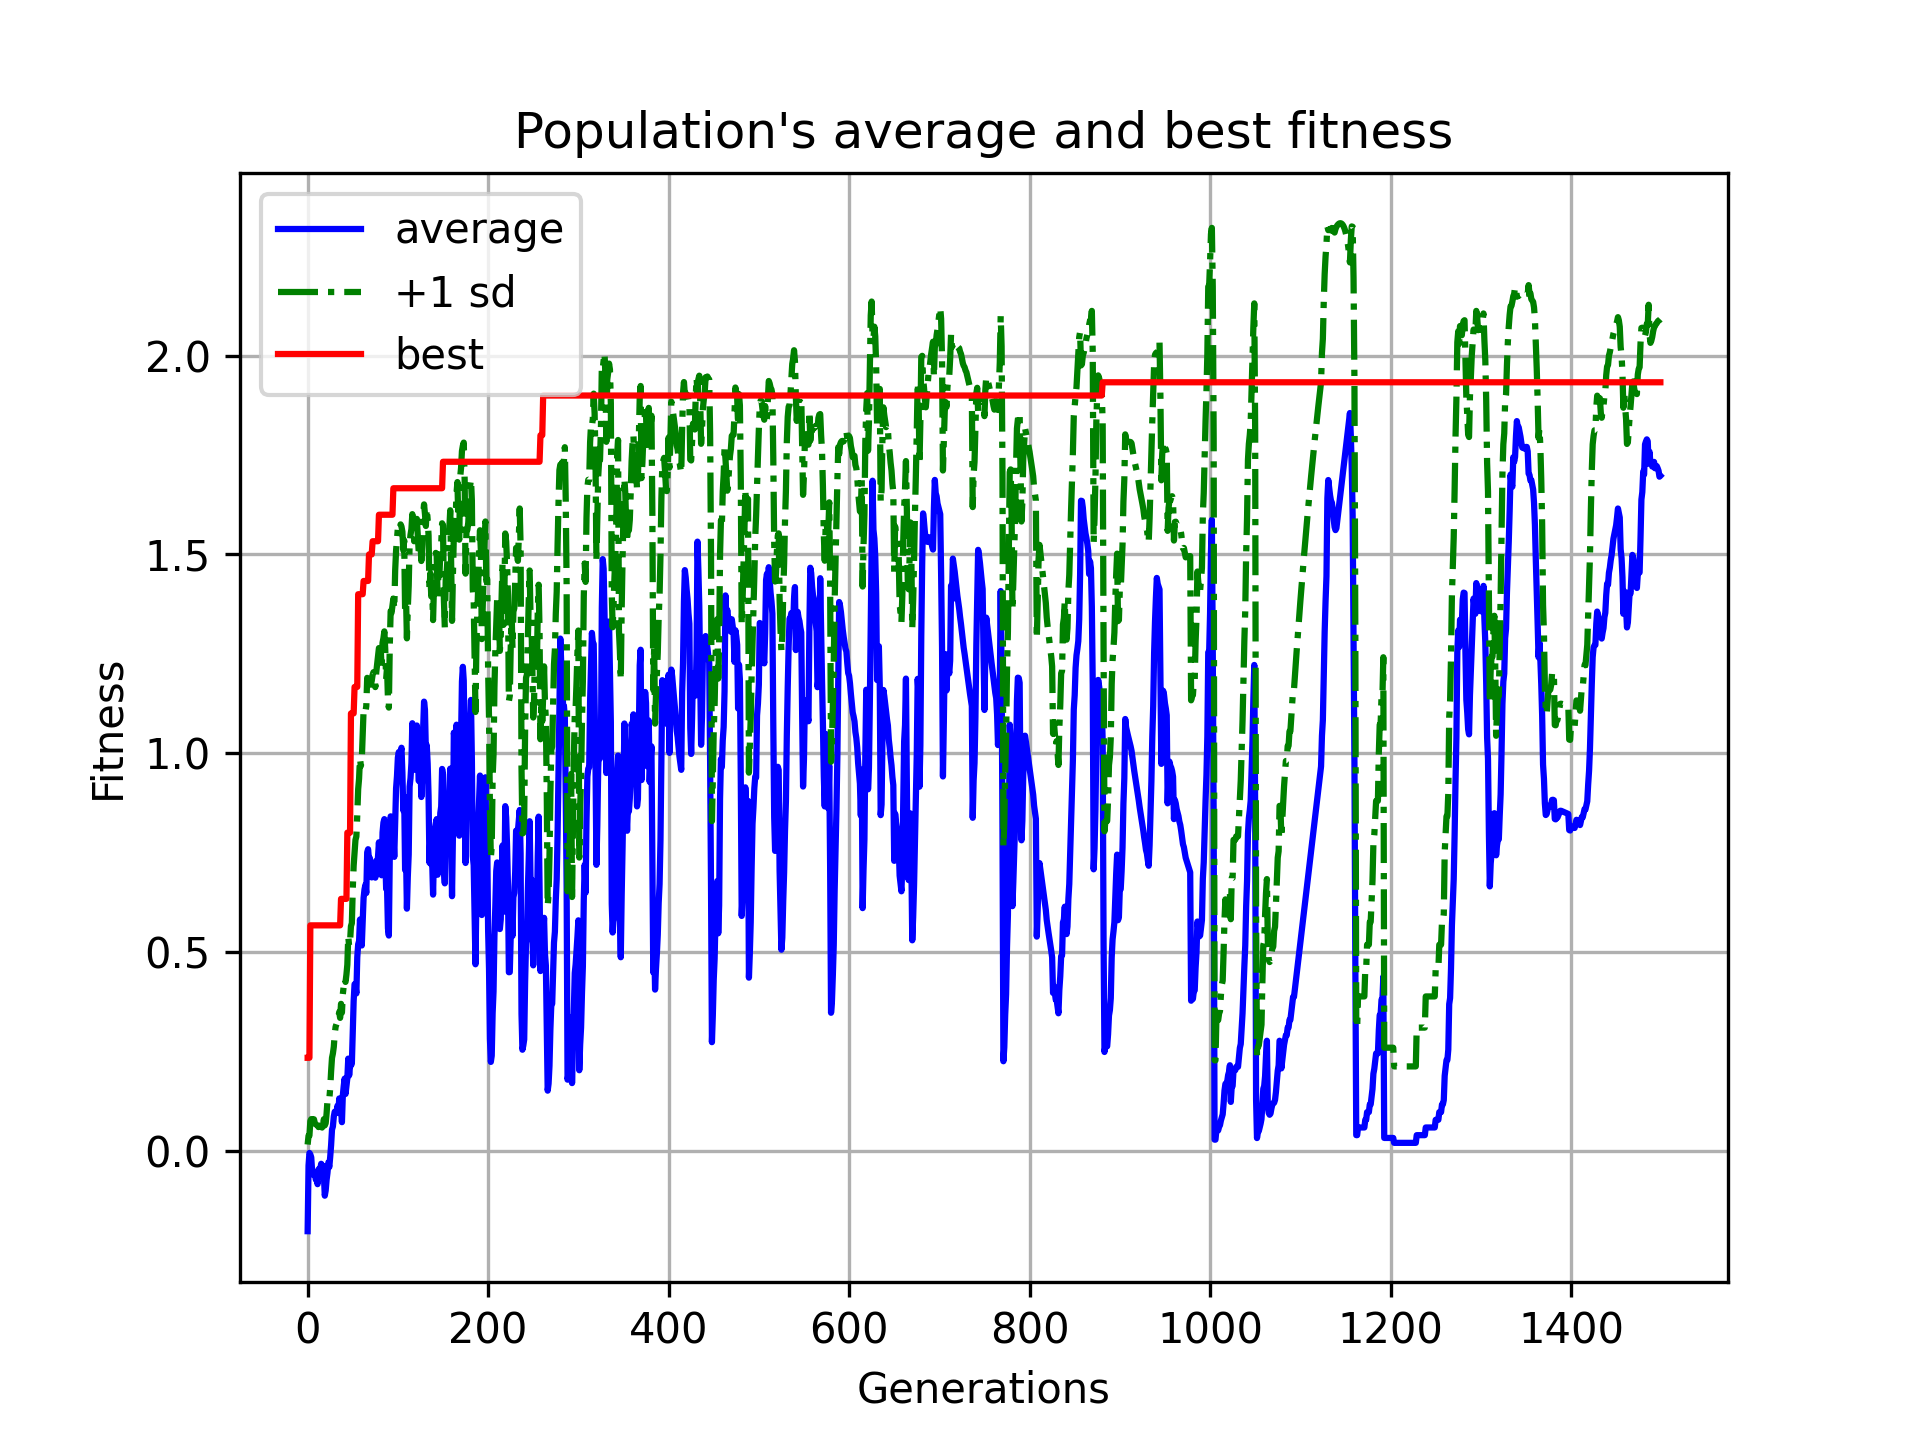 Population's average and best fitness
average
+1 sd
best
Fitness
2.0
1.5
1.0
0.5
0.0
0 200 400 600 800 1000 1200 1400
Generations